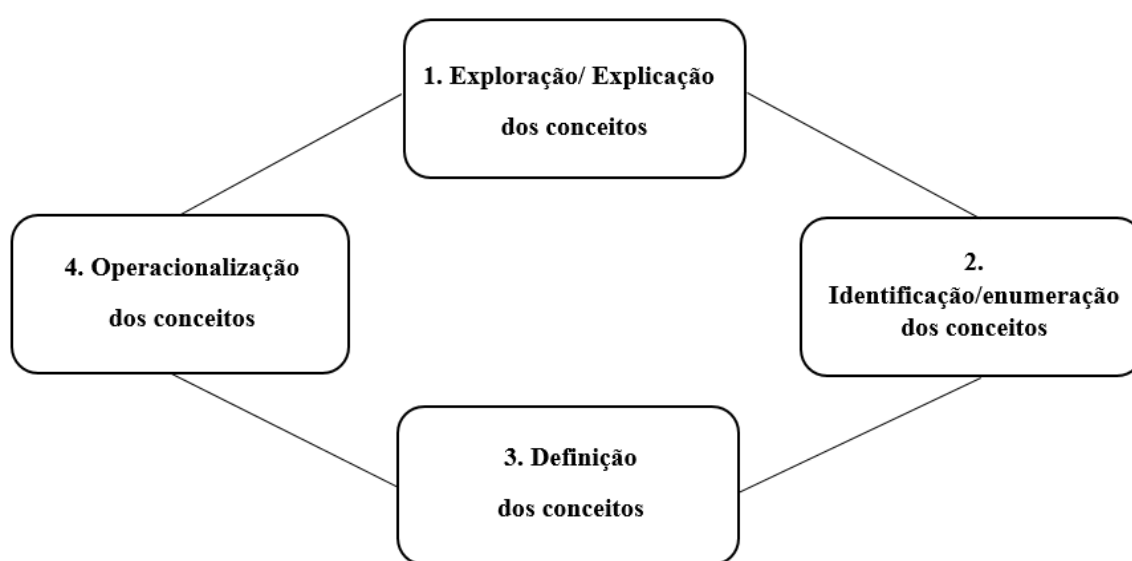 1. Exploração/ Explicação
dos conceitos
4. Operacionalização
dos conceitos
2.
Identificação/enumeração
dos conceitos
3. Definição
dos conceitos